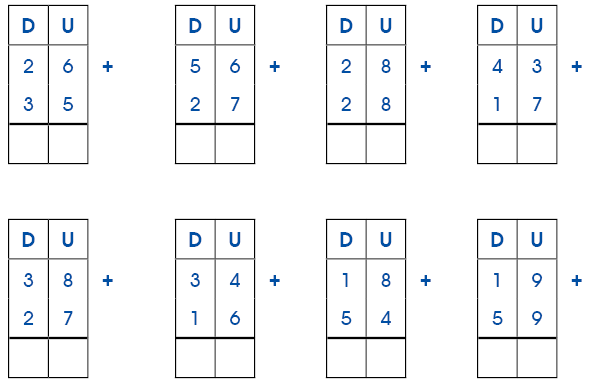 D U D U D U D U
2 6 + 5 6 + 2 8 + 4 3 +
3 5 2 7 2 8 1 7
D U D U D U D U
3 8 + 3 4 + 1 8 + 1 9 +
2 7 1 6 5 4 5 9